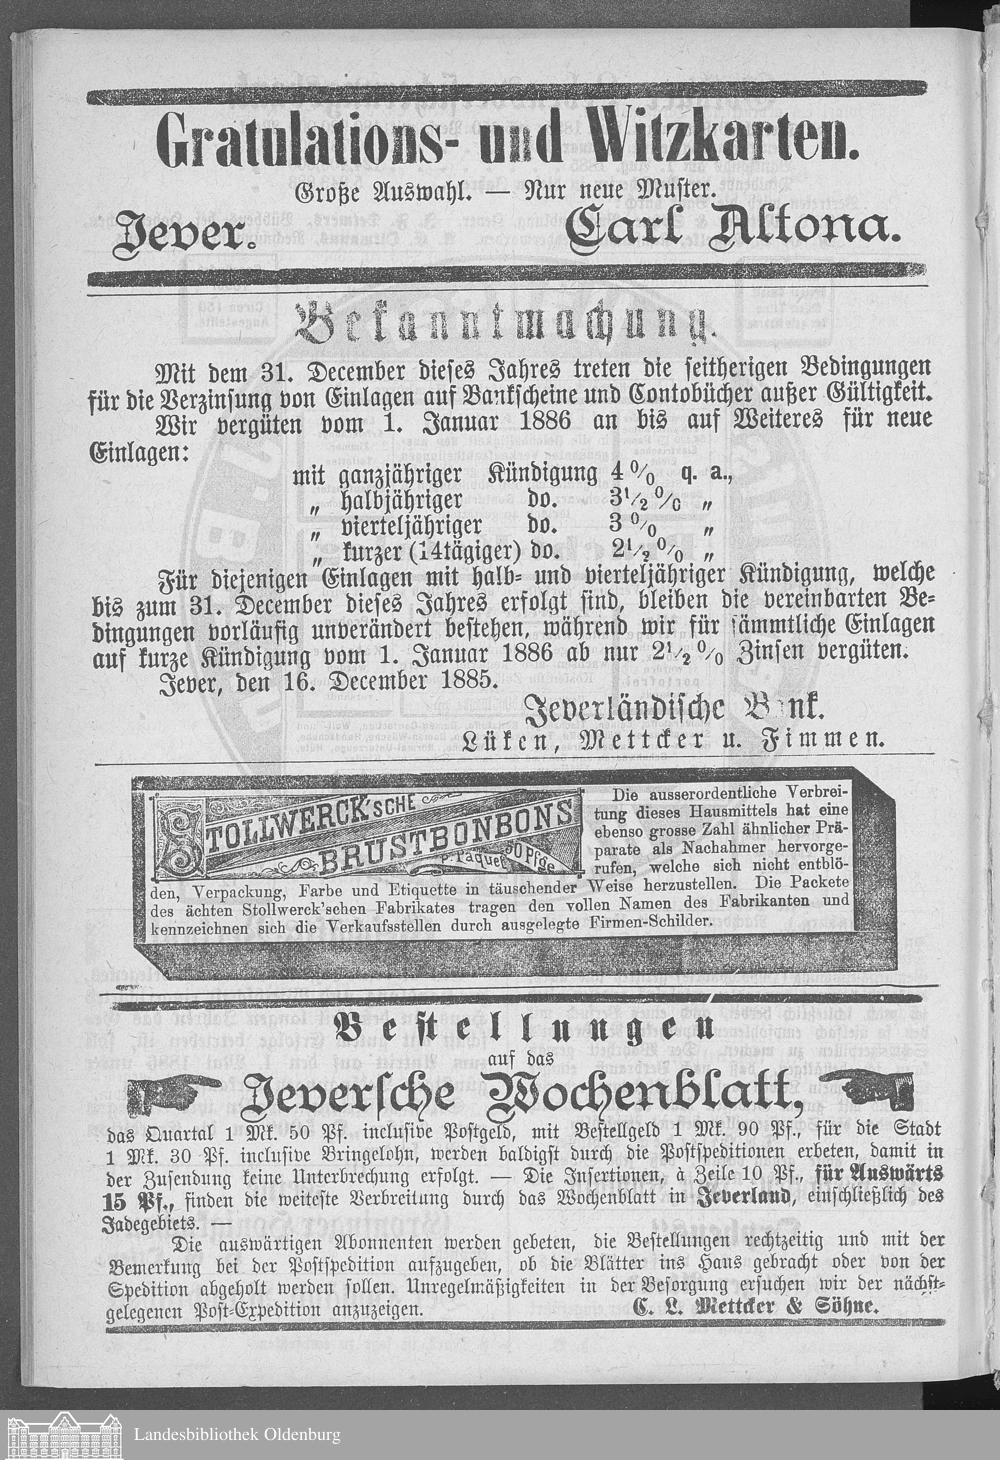 Gratulations- und Witzkarten.
Große Auswahl. — Nur neue Muster.
Jever. Carl Altona.
Bekanntmachung.
Mit dem 31. December dieses Jahres treten die seitherigen Bedingungen
für die Verzinsung von Einlagen auf Bankscheine und Contobücher außer Gültigkeit.
Wir vergüten vom 1. Januar 1886 an bis auf Weiteres für neue
Einlagen:
mit ganzjähriger Kündigung 4 % q. a.,
„ halbjähriger do. 3½ % „
„ vierteljähriger do. 3 % „
„ kurzer (14tägiger) do. 2½ % „
Für diejenigen Einlagen mit halb- und vierteljähriger Kündigung, welche
bis zum 31. December dieses Jahres erfolgt sind, bleiben die vereinbarten Be-
dingungen vorläufig unverändert bestehen, während wir für sämmtliche Einlagen
auf kurze Kündigung vom 1. Januar 1886 ab nur 2½ % Zinsen vergüten.
Jever, den 16. December 1885.
Jeverländische Bank.
Lüken, Mettcker u. Fimmen.
STOLLWERCK'SCHE
BRUSTBONBONS
p. Paquet 50 Pfge
Die ausserordentliche Verbrei-
tung dieses Hausmittels hat eine
ebenso grosse Zahl ähnlicher Prä-
parate als Nachahmer hervorge-
rufen, welche sich nicht entblö-
den, Verpackung, Farbe und Etiquette in täuschender Weise herzustellen. Die Packete
des ächten Stollwerck'schen Fabrikates tragen den vollen Namen des Fabrikanten und
kennzeichnen sich die Verkaufsstellen durch ausgelegte Firmen-Schilder.
Bestellungen
auf das
Jeversche Wochenblatt,
das Quartal 1 Mk. 50 Pf. inclusive Postgeld, mit Bestellgeld 1 Mk. 90 Pf., für die Stadt
1 Mk. 30 Pf. inclusive Bringelohn, werden baldigst durch die Postspeditionen erbeten, damit in
der Zusendung keine Unterbrechung erfolgt. — Die Insertionen, à Zeile 10 Pf., für Auswärts
15 Pf., finden die weiteste Verbreitung durch das Wochenblatt in Jeverland, einschließlich des
Jadegebiets. —
Die auswärtigen Abonnenten werden gebeten, die Bestellungen rechtzeitig und mit der
Bemerkung bei der Postspedition aufzugeben, ob die Blätter ins Haus gebracht oder von der
Spedition abgeholt werden sollen. Unregelmäßigkeiten in der Besorgung ersuchen wir der nächst-
gelegenen Post-Expedition anzuzeigen. C. L. Mettcker & Söhne.
Landesbibliothek Oldenburg